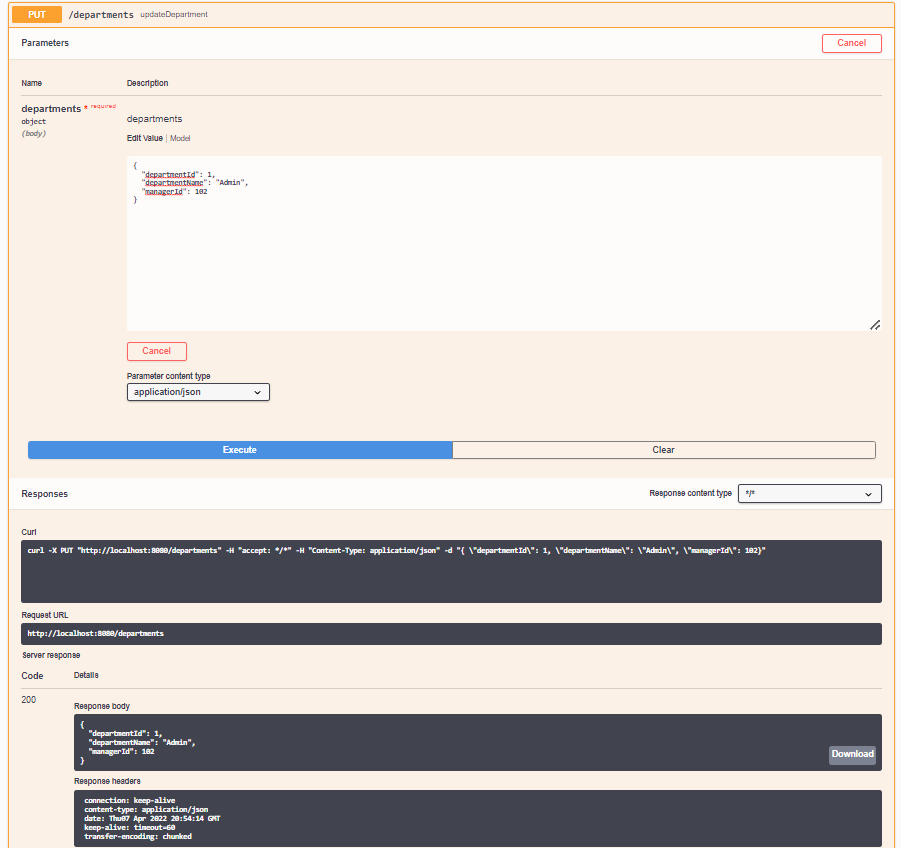 PUT /departments updateDepartment
Parameters
Cancel
Name Description
departments * required
object
(body)
departments
Edit Value | Model
{
  "departmentId": 1,
  "departmentName": "Admin",
  "managerId": 102
}
Cancel
Parameter content type
application/json
Execute Clear
Responses Response content type */*
Curl
curl -X PUT "http://localhost:8080/departments" -H "accept: */*" -H "Content-Type: application/json" -d "{ \"departmentId\": 1, \"departmentName\": \"Admin\", \"managerId\": 102}"
Request URL
http://localhost:8080/departments
Server response
Code Details
200
Response body
{
  "departmentId": 1,
  "departmentName": "Admin",
  "managerId": 102
}
Download
Response headers
connection: keep-alive
content-type: application/json
date: Thu07 Apr 2022 20:54:14 GMT
keep-alive: timeout=60
transfer-encoding: chunked